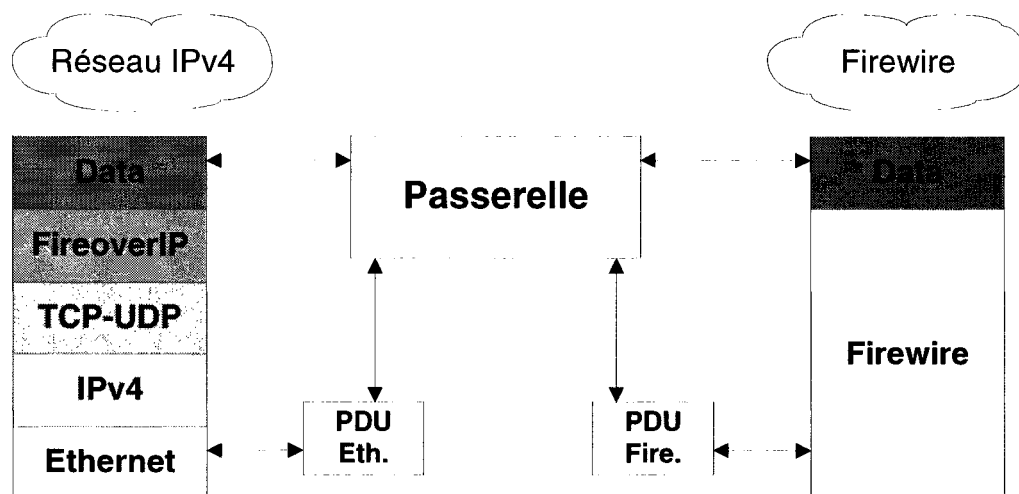 Réseau IPv4
Firewire
Data
Passerelle
Data
FireoverIP
TCP-UDP
Firewire
IPv4
PDU
Eth.
PDU
Fire.
Ethernet